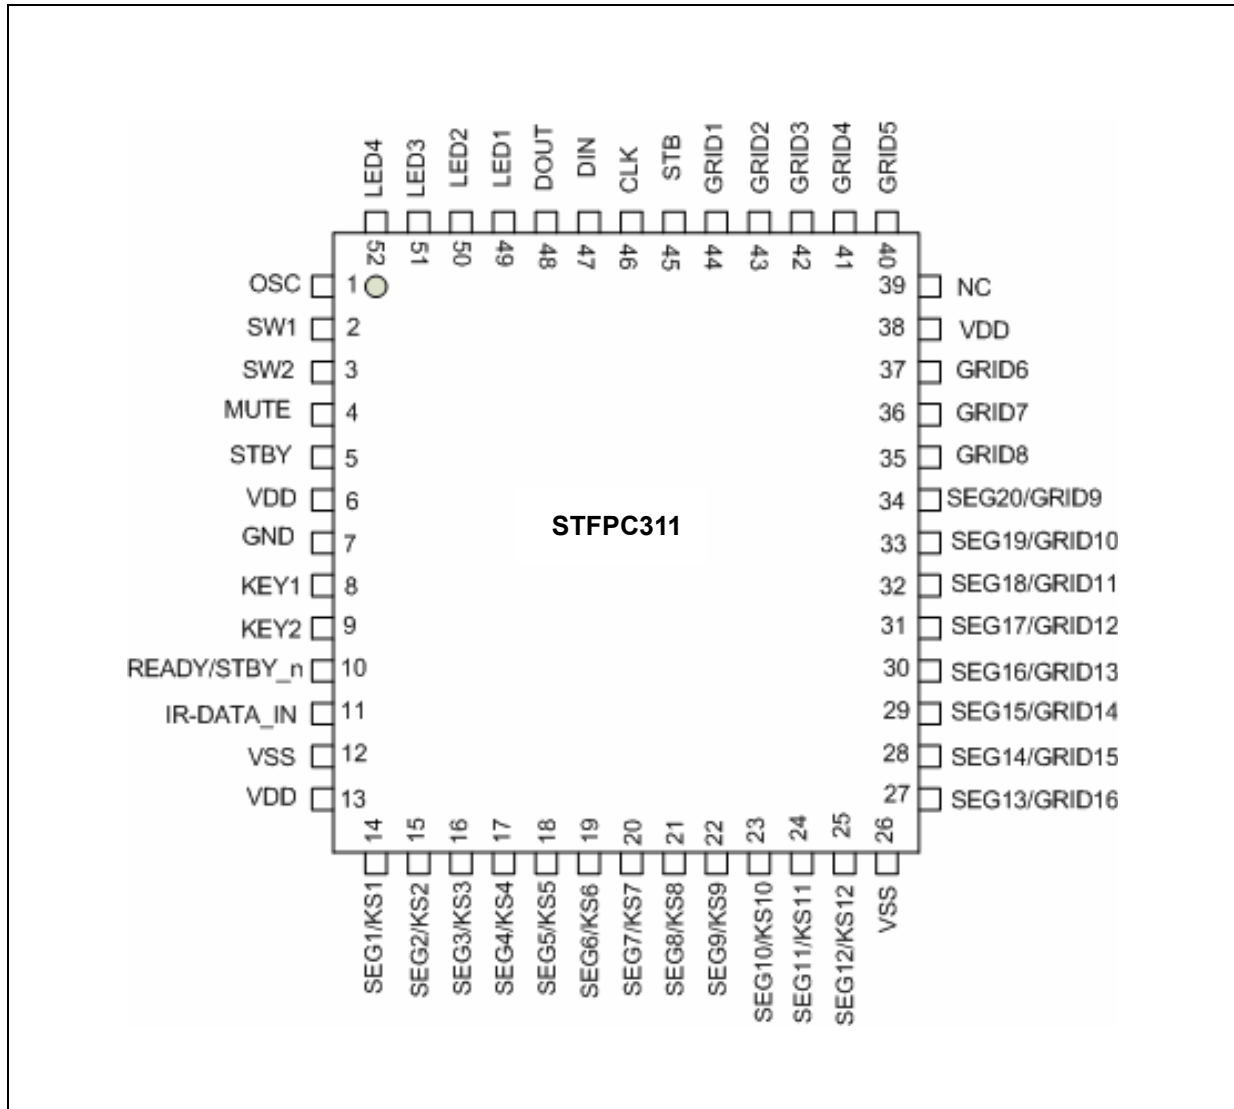 LED4
LED3
LED2
LED1
DOUT
DIN
CLK
STB
GRID1
GRID2
GRID3
GRID4
GRID5
52
51
50
49
48
47
46
45
44
43
42
41
40
OSC 1
SW1 2
SW2 3
MUTE 4
STBY 5
VDD 6
GND 7
KEY1 8
KEY2 9
READY/STBY_n 10
IR-DATA_IN 11
VSS 12
VDD 13
STFPC311
39 NC
38 VDD
37 GRID6
36 GRID7
35 GRID8
34 SEG20/GRID9
33 SEG19/GRID10
32 SEG18/GRID11
31 SEG17/GRID12
30 SEG16/GRID13
29 SEG15/GRID14
28 SEG14/GRID15
27 SEG13/GRID16
14
15
16
17
18
19
20
21
22
23
24
25
26
SEG1/KS1
SEG2/KS2
SEG3/KS3
SEG4/KS4
SEG5/KS5
SEG6/KS6
SEG7/KS7
SEG8/KS8
SEG9/KS9
SEG10/KS10
SEG11/KS11
SEG12/KS12
VSS